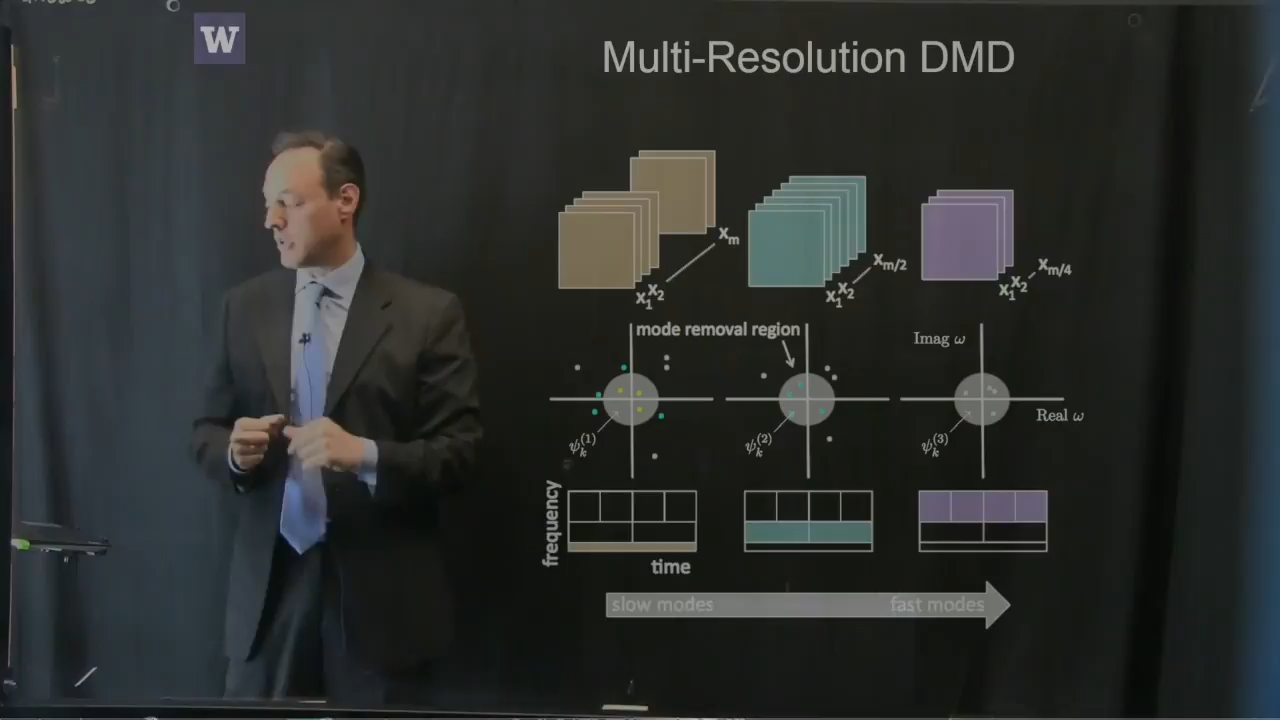 W
Multi-Resolution DMD
x1 x2 xm
x1 x2 xm/2
x1 x2 xm/4
mode removal region
Imag ω
Real ω
ψk(1)
ψk(2)
ψk(3)
frequency
time
slow modes
fast modes